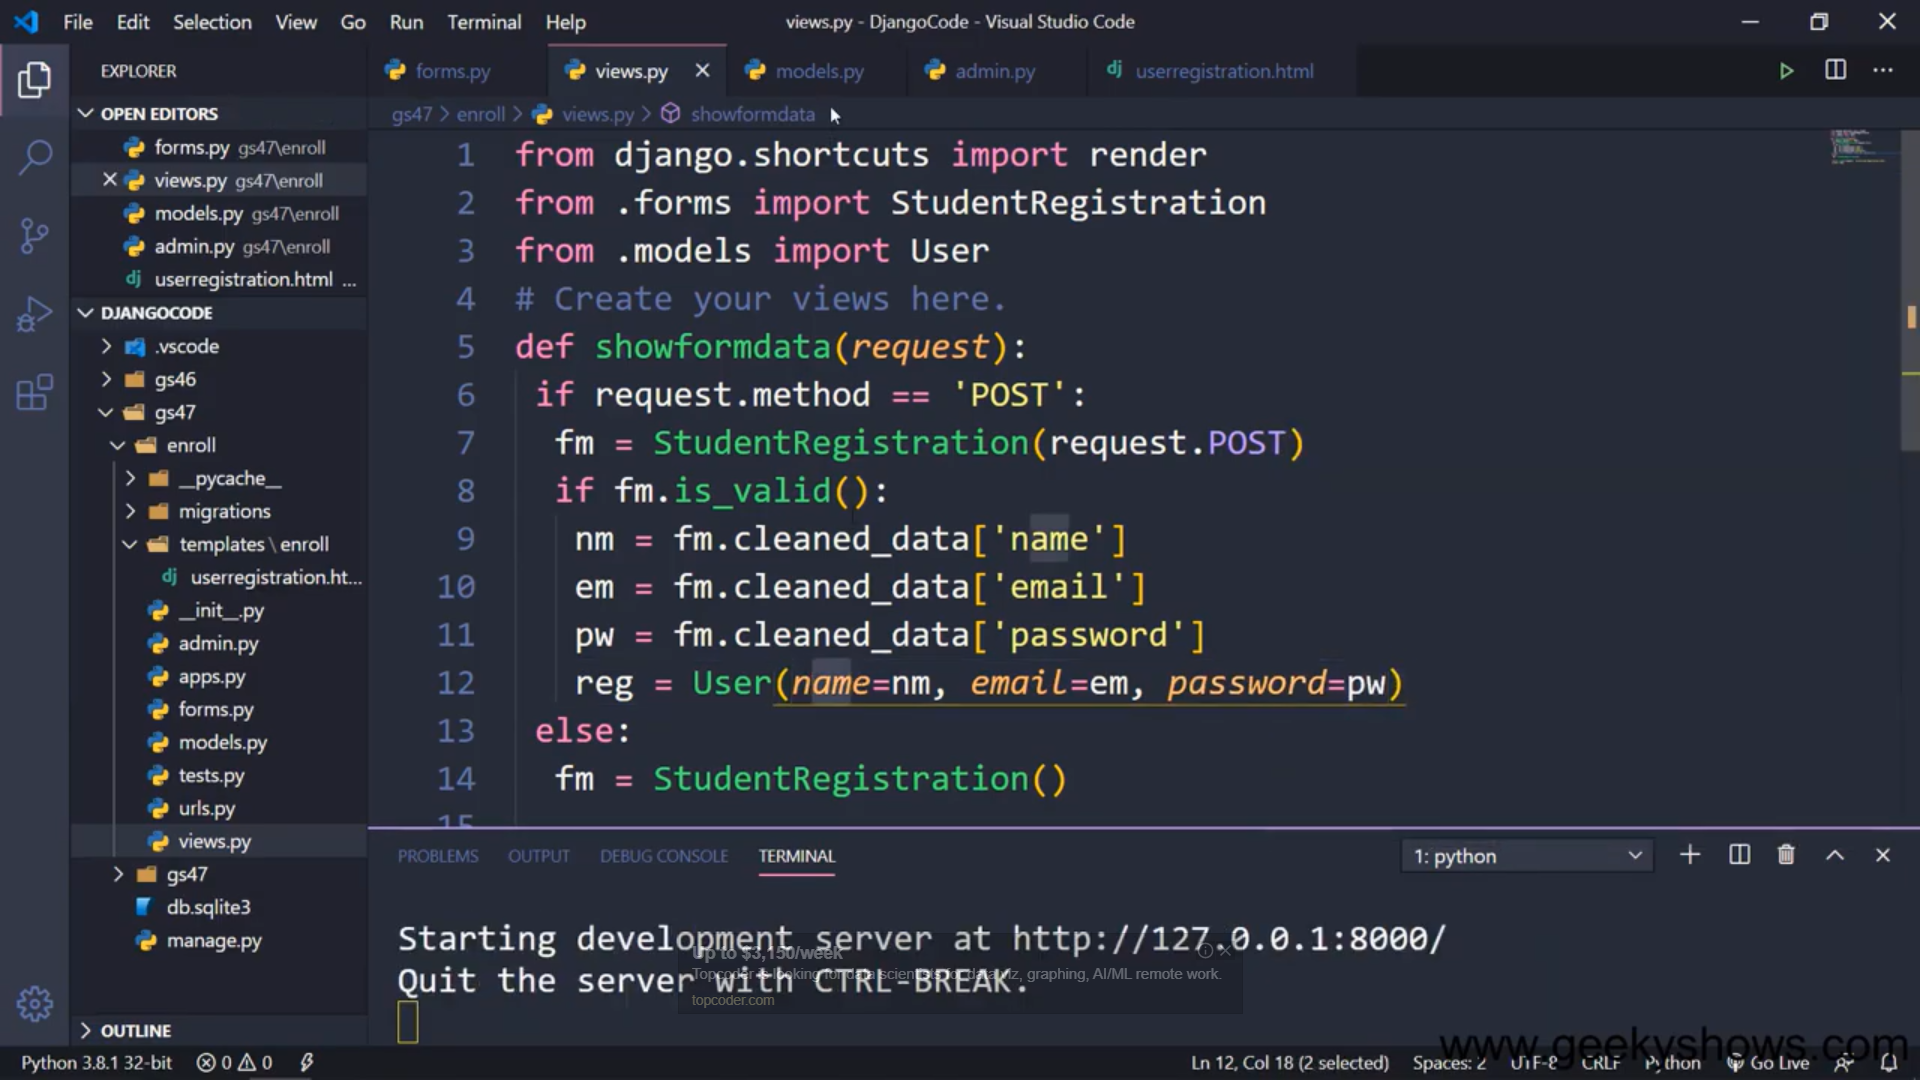 File Edit Selection View Go Run Terminal Help
views.py - DjangoCode - Visual Studio Code
EXPLORER
OPEN EDITORS
forms.py gs47\enroll
views.py gs47\enroll
models.py gs47\enroll
admin.py gs47\enroll
userregistration.html ...
DJANGOCODE
.vscode
gs46
gs47
enroll
__pycache__
migrations
templates \ enroll
userregistration.ht...
__init__.py
admin.py
apps.py
forms.py
models.py
tests.py
urls.py
views.py
gs47
db.sqlite3
manage.py
OUTLINE
forms.py views.py models.py admin.py userregistration.html
gs47 > enroll > views.py > showformdata
1 from django.shortcuts import render
2 from .forms import StudentRegistration
3 from .models import User
4 # Create your views here.
5 def showformdata(request):
6 if request.method == 'POST':
7 fm = StudentRegistration(request.POST)
8 if fm.is_valid():
9 nm = fm.cleaned_data['name']
10 em = fm.cleaned_data['email']
11 pw = fm.cleaned_data['password']
12 reg = User(name=nm, email=em, password=pw)
13 else:
14 fm = StudentRegistration()
15
PROBLEMS OUTPUT DEBUG CONSOLE TERMINAL
1: python
Starting development server at http://127.0.0.1:8000/
Quit the server with CTRL-BREAK.
Up to $3,150/week
Topcoder is looking for data scientists for data viz, graphing, AI/ML remote work.
topcoder.com
www.geekyshows.com
Python 3.8.1 32-bit 0 0
Ln 12, Col 18 (2 selected) Spaces: 2 UTF-8 CRLF Python Go Live